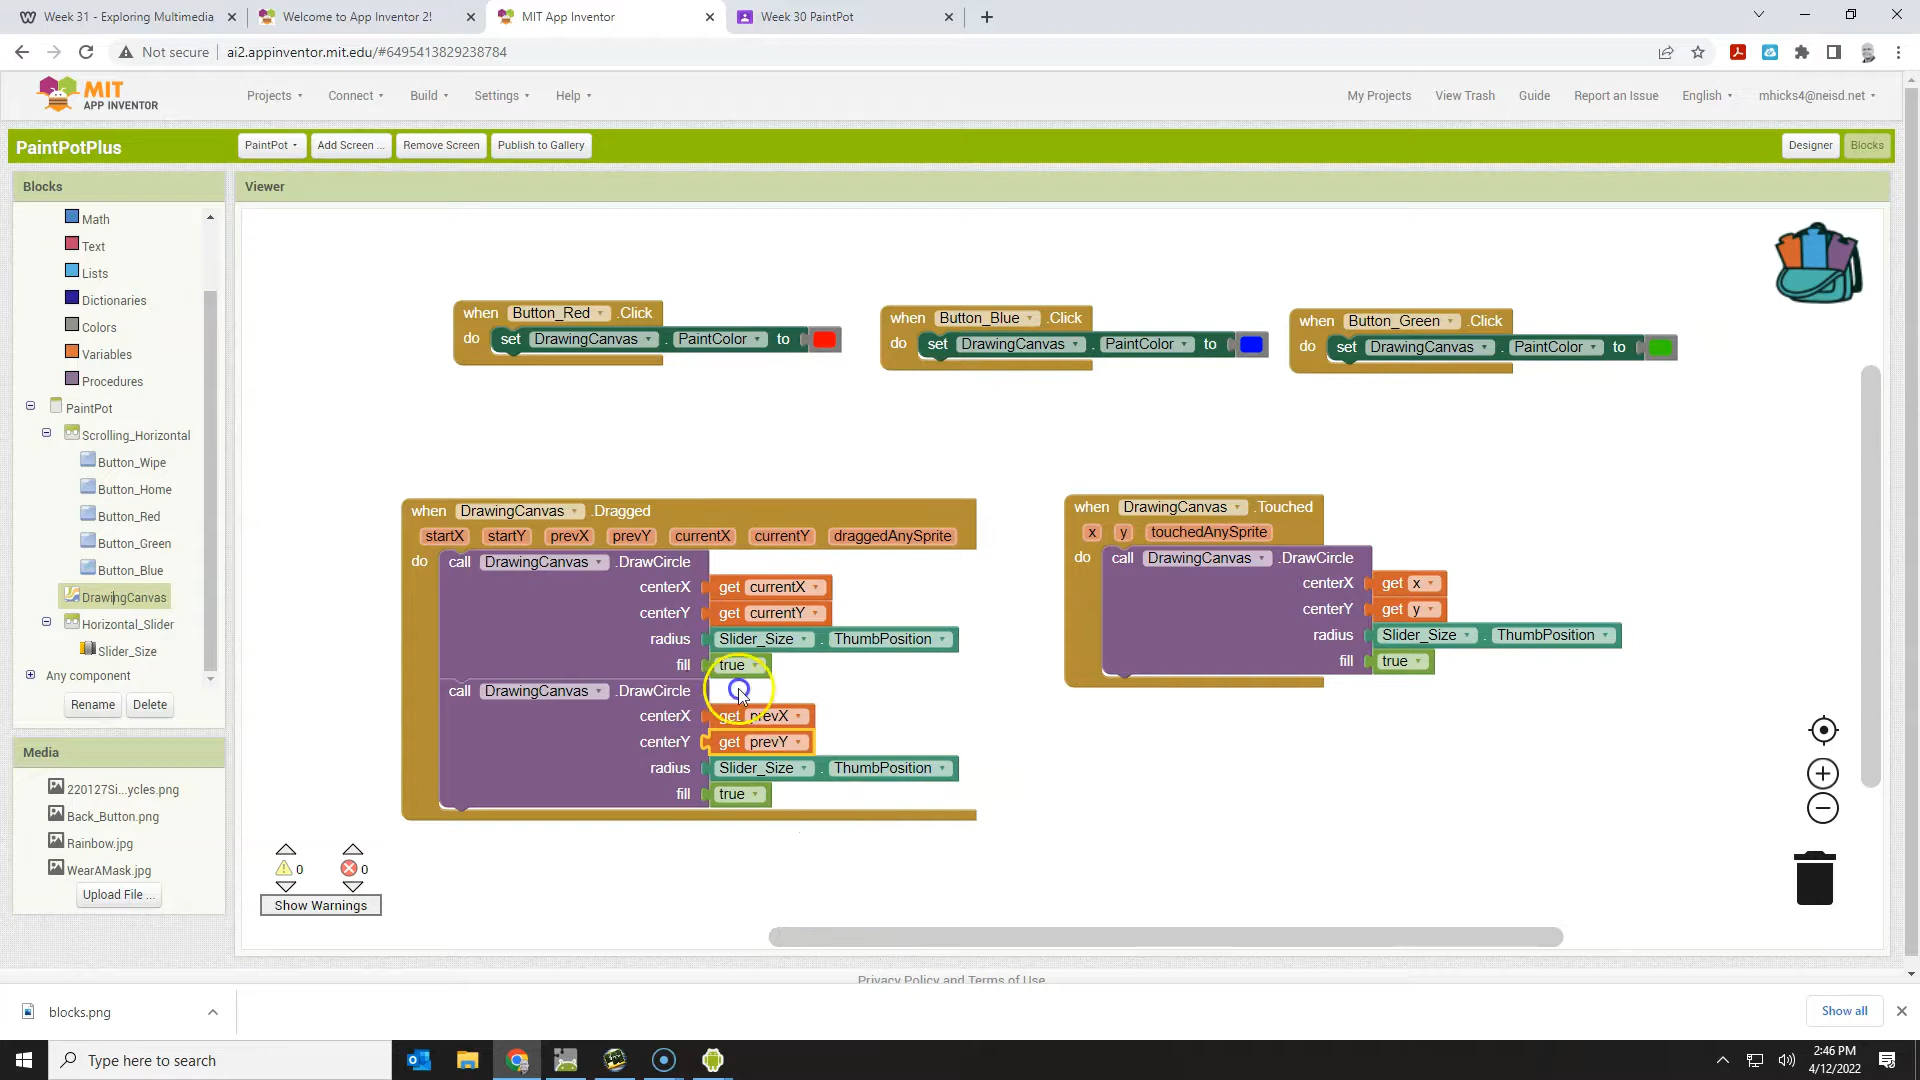 Week 31 - Exploring Multimedia
Welcome to App Inventor 2!
MIT App Inventor
Week 30 PaintPot
Not secure
ai2.appinventor.mit.edu/#6495413829238784
MIT
APP INVENTOR
Projects
Connect
Build
Settings
Help
My Projects
View Trash
Guide
Report an Issue
English
mhicks4@neisd.net
PaintPotPlus
PaintPot
Add Screen ...
Remove Screen
Publish to Gallery
Designer
Blocks
Blocks
Viewer
Math
Text
Lists
Dictionaries
Colors
Variables
Procedures
PaintPot
Scrolling_Horizontal
Button_Wipe
Button_Home
Button_Red
Button_Green
Button_Blue
DrawingCanvas
Horizontal_Slider
Slider_Size
Any component
Rename
Delete
Media
220127Si...ycles.png
Back_Button.png
Rainbow.jpg
WearAMask.jpg
Upload File ...
when Button_Red .Click
do set DrawingCanvas . PaintColor to
when Button_Blue .Click
do set DrawingCanvas . PaintColor to
when Button_Green .Click
do set DrawingCanvas . PaintColor to
when DrawingCanvas .Dragged
startX startY prevX prevY currentX currentY draggedAnySprite
do call DrawingCanvas .DrawCircle
centerX get currentX
centerY get currentY
radius Slider_Size . ThumbPosition
fill true
call DrawingCanvas .DrawCircle
centerX get prevX
centerY get prevY
radius Slider_Size . ThumbPosition
fill true
when DrawingCanvas .Touched
x y touchedAnySprite
do call DrawingCanvas .DrawCircle
centerX get x
centerY get y
radius Slider_Size . ThumbPosition
fill true
0
0
Show Warnings
Privacy Policy and Terms of Use
blocks.png
Show all
Type here to search
2:46 PM
4/12/2022